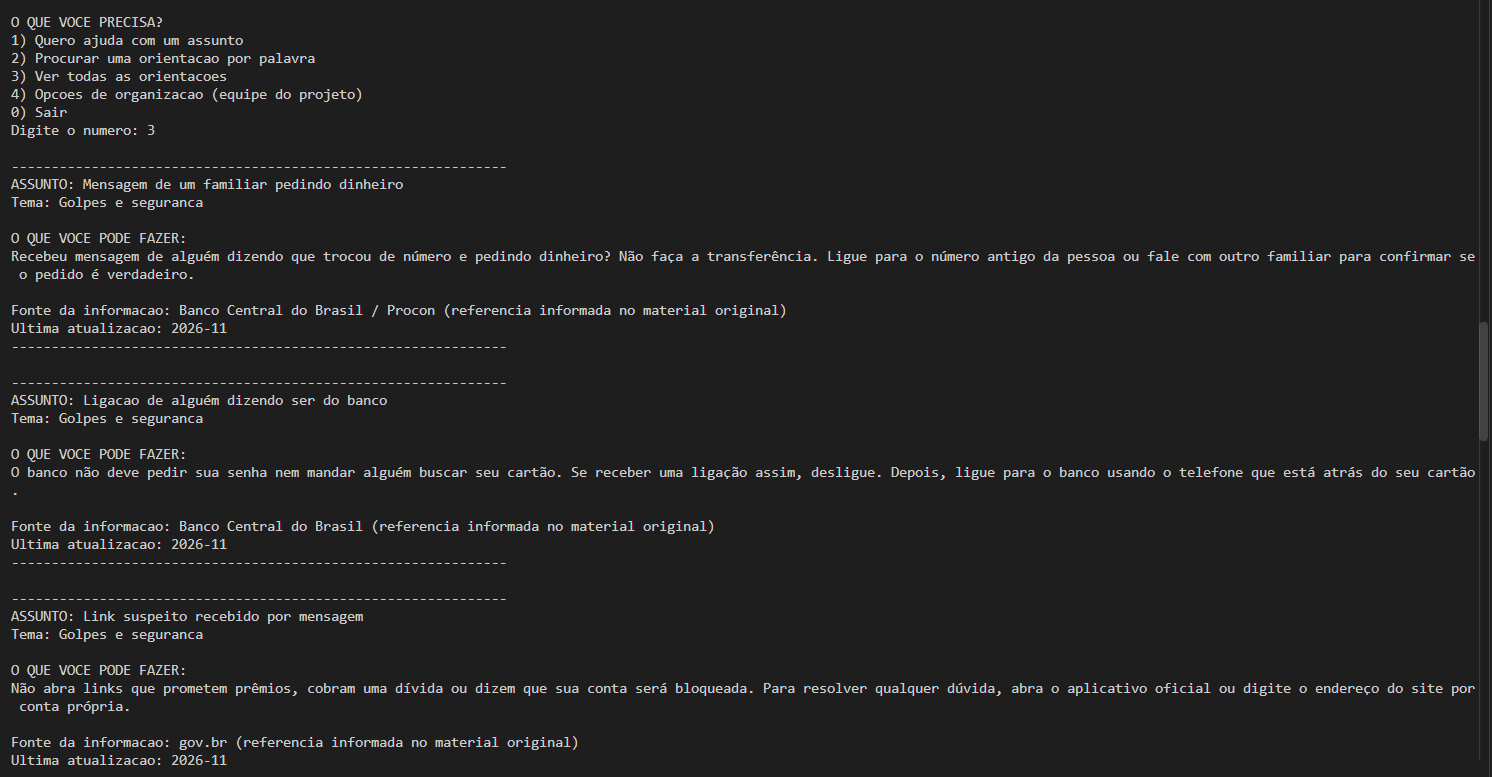 O QUE VOCE PRECISA?
1) Quero ajuda com um assunto
2) Procurar uma orientacao por palavra
3) Ver todas as orientacoes
4) Opcoes de organizacao (equipe do projeto)
0) Sair
Digite o numero: 3
--------------------------------------------------------------
ASSUNTO: Mensagem de um familiar pedindo dinheiro
Tema: Golpes e seguranca
O QUE VOCE PODE FAZER:
Recebeu mensagem de alguém dizendo que trocou de número e pedindo dinheiro? Não faça a transferência. Ligue para o número antigo da pessoa ou fale com outro familiar para confirmar se
o pedido é verdadeiro.
Fonte da informacao: Banco Central do Brasil / Procon (referencia informada no material original)
Ultima atualizacao: 2026-11
--------------------------------------------------------------
--------------------------------------------------------------
ASSUNTO: Ligacao de alguém dizendo ser do banco
Tema: Golpes e seguranca
O QUE VOCE PODE FAZER:
O banco não deve pedir sua senha nem mandar alguém buscar seu cartão. Se receber uma ligação assim, desligue. Depois, ligue para o banco usando o telefone que está atrás do seu cartão
.
Fonte da informacao: Banco Central do Brasil (referencia informada no material original)
Ultima atualizacao: 2026-11
--------------------------------------------------------------
--------------------------------------------------------------
ASSUNTO: Link suspeito recebido por mensagem
Tema: Golpes e seguranca
O QUE VOCE PODE FAZER:
Não abra links que prometem prêmios, cobram uma dívida ou dizem que sua conta será bloqueada. Para resolver qualquer dúvida, abra o aplicativo oficial ou digite o endereço do site por
conta própria.
Fonte da informacao: gov.br (referencia informada no material original)
Ultima atualizacao: 2026-11